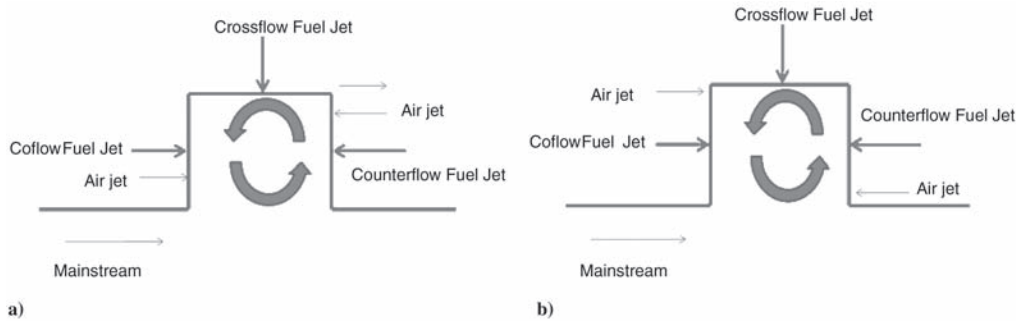 Crossflow Fuel Jet
Air jet
CoflowFuel Jet
Air jet
Counterflow Fuel Jet
Mainstream
a)
Crossflow Fuel Jet
Air jet
Counterflow Fuel Jet
CoflowFuel Jet
Air jet
Mainstream
b)